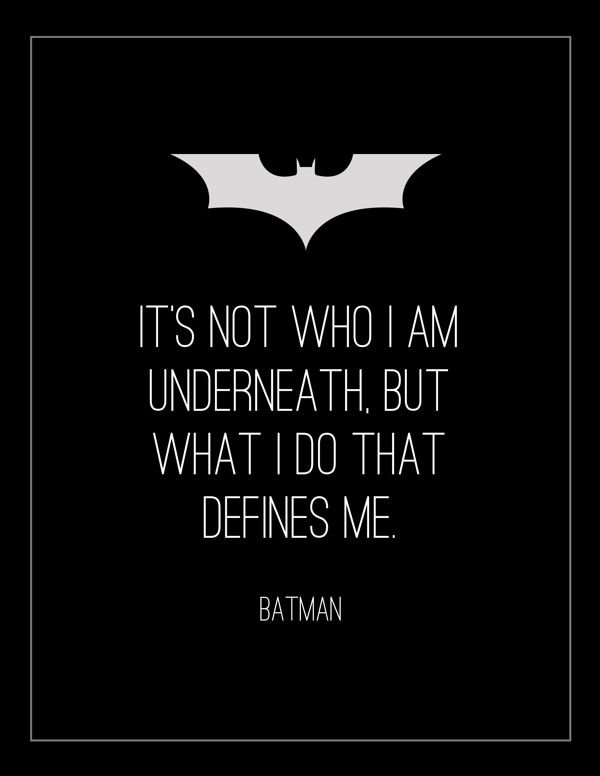 IT'S NOT WHO I AM
UNDERNEATH, BUT
WHAT I DO THAT
DEFINES ME.
BATMAN